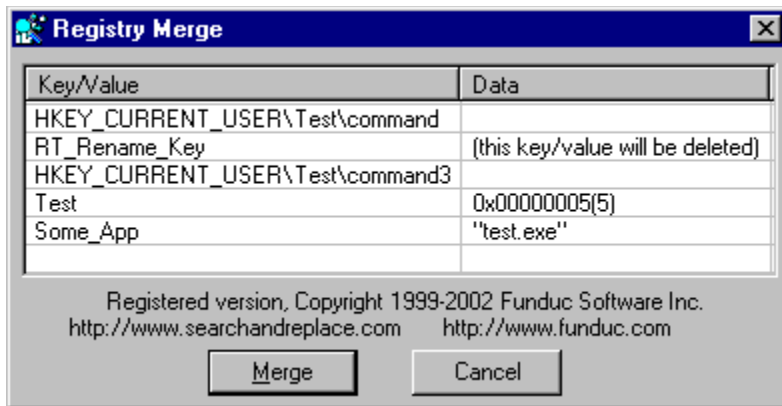 Registry Merge
Key/Value Data
HKEY_CURRENT_USER\Test\command
RT_Rename_Key (this key/value will be deleted)
HKEY_CURRENT_USER\Test\command3
Test 0x00000005(5)
Some_App "test.exe"
Registered version, Copyright 1999-2002 Funduc Software Inc.
http://www.searchandreplace.com http://www.funduc.com
Merge Cancel